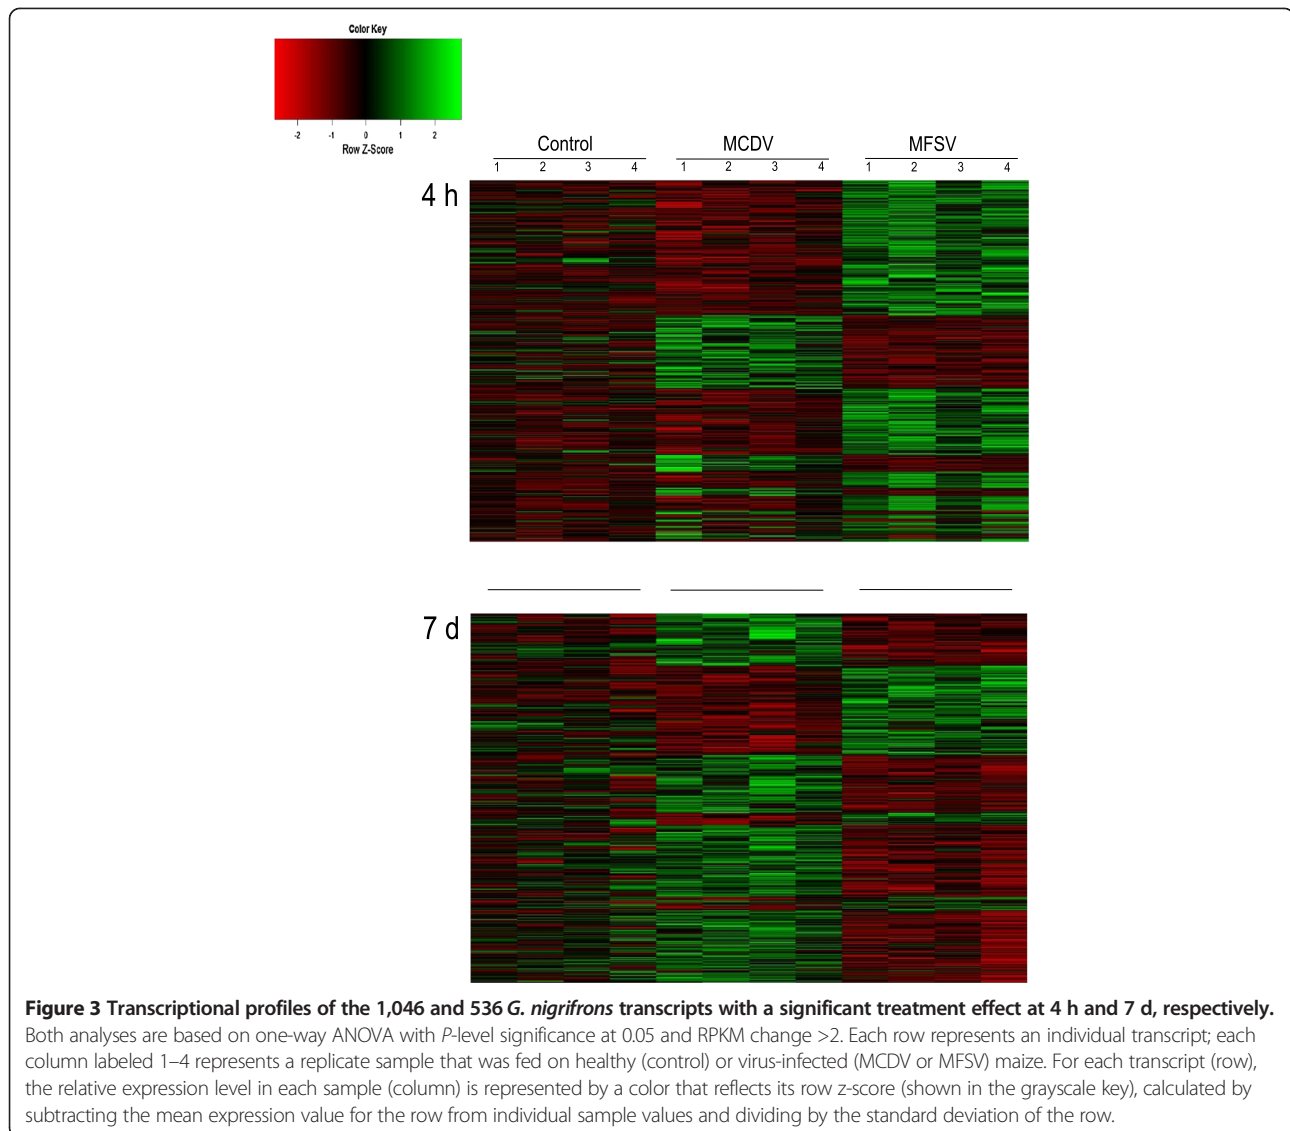 Color Key
-2 -1 0 1 2
Row Z-Score
Control MCDV MFSV
1 2 3 4 1 2 3 4 1 2 3 4
4 h
7 d
Figure 3 Transcriptional profiles of the 1,046 and 536 G. nigrifrons transcripts with a significant treatment effect at 4 h and 7 d, respectively.
Both analyses are based on one-way ANOVA with P-level significance at 0.05 and RPKM change >2. Each row represents an individual transcript; each
column labeled 1–4 represents a replicate sample that was fed on healthy (control) or virus-infected (MCDV or MFSV) maize. For each transcript (row),
the relative expression level in each sample (column) is represented by a color that reflects its row z-score (shown in the grayscale key), calculated by
subtracting the mean expression value for the row from individual sample values and dividing by the standard deviation of the row.